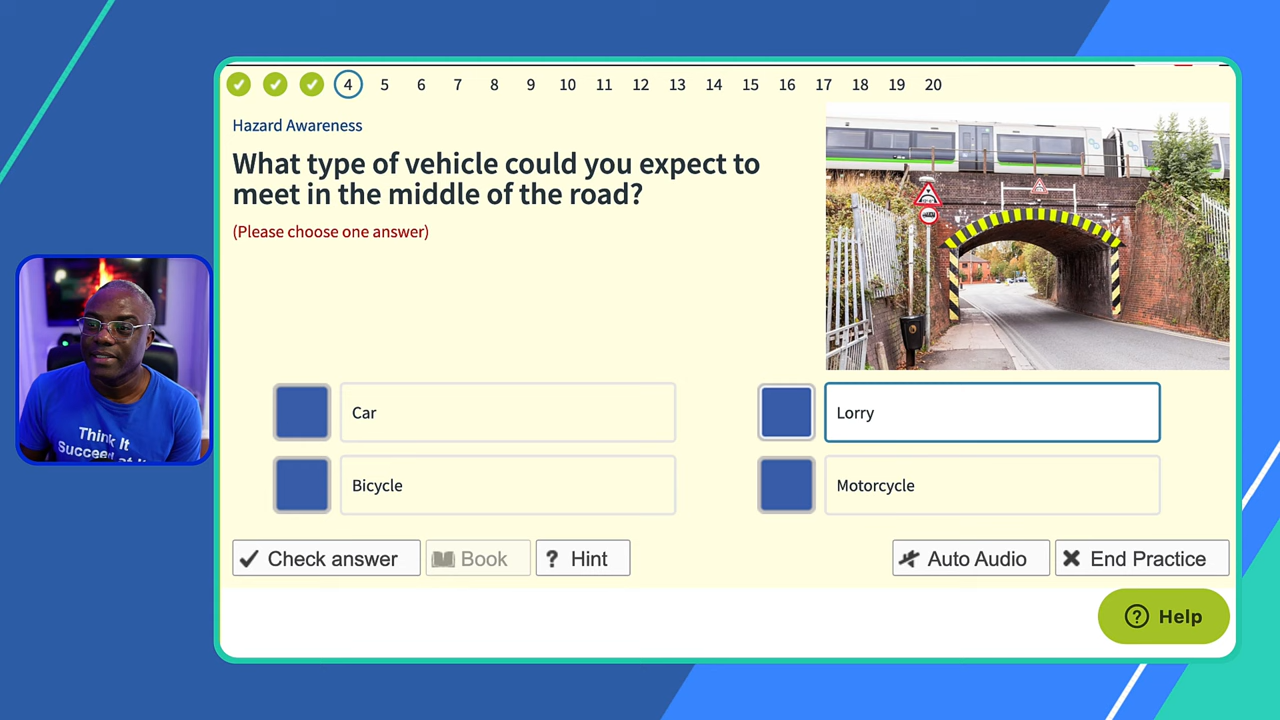 4 5 6 7 8 9 10 11 12 13 14 15 16 17 18 19 20
Hazard Awareness
What type of vehicle could you expect to
meet in the middle of the road?
(Please choose one answer)
Car
Lorry
Bicycle
Motorcycle
Think It
Succeed
Check answer
Book
? Hint
Auto Audio
End Practice
? Help